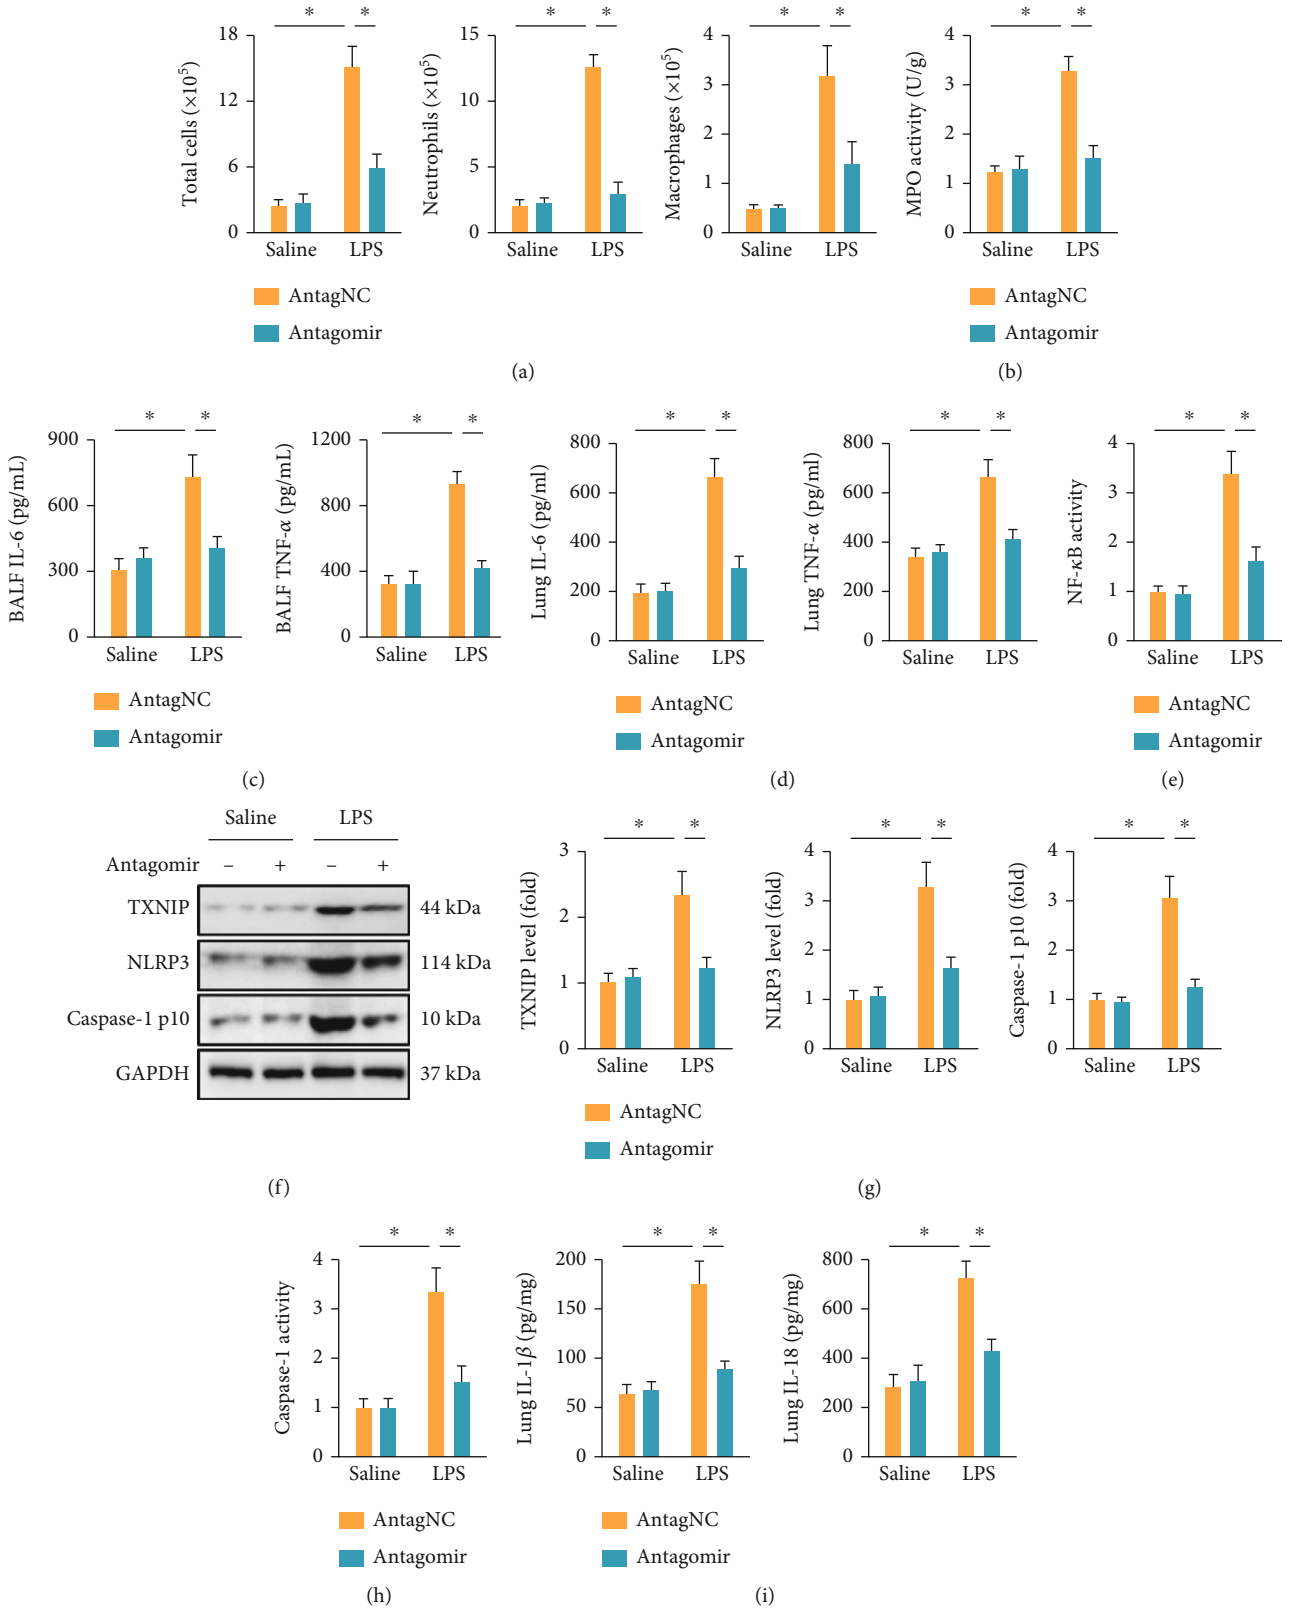 * * * * * * * *
Total cells (×10⁵)
18
12
6
0
Saline LPS
Neutrophils (×10⁵)
15
10
5
0
Saline LPS
Macrophages (×10⁵)
4
3
2
1
0
Saline LPS
MPO activity (U/g)
4
3
2
1
0
Saline LPS
AntagNC
Antagomir
AntagNC
Antagomir
(a)
(b)
* * * * * * * * * *
BALF IL-6 (pg/mL)
900
600
300
0
Saline LPS
BALF TNF-α (pg/mL)
1200
800
400
0
Saline LPS
Lung IL-6 (pg/ml)
800
600
400
200
0
Saline LPS
Lung TNF-α (pg/ml)
800
600
400
200
0
Saline LPS
NF-κB activity
4
3
2
1
0
Saline LPS
AntagNC
Antagomir
AntagNC
Antagomir
AntagNC
Antagomir
(c)
(d)
(e)
Saline LPS
Antagomir – + – +
TXNIP 44 kDa
NLRP3 114 kDa
Caspase-1 p10 10 kDa
GAPDH 37 kDa
(f)
* * * * * *
TXNIP level (fold)
3
2
1
0
Saline LPS
NLRP3 level (fold)
4
3
2
1
0
Saline LPS
Caspase-1 p10 (fold)
4
3
2
1
0
Saline LPS
AntagNC
Antagomir
(g)
* * * * * *
Caspase-1 activity
4
3
2
1
0
Saline LPS
Lung IL-1β (pg/mg)
200
150
100
50
0
Saline LPS
Lung IL-18 (pg/mg)
800
600
400
200
0
Saline LPS
AntagNC
Antagomir
AntagNC
Antagomir
(h)
(i)